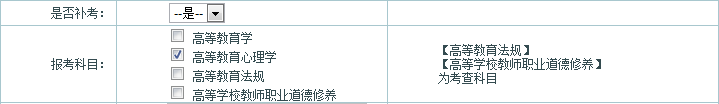 是否补考： --是--
报考科目：
高等教育学
高等教育心理学
高等教育法规
高等学校教师职业道德修养
【高等教育法规】
【高等学校教师职业道德修养】
为考查科目